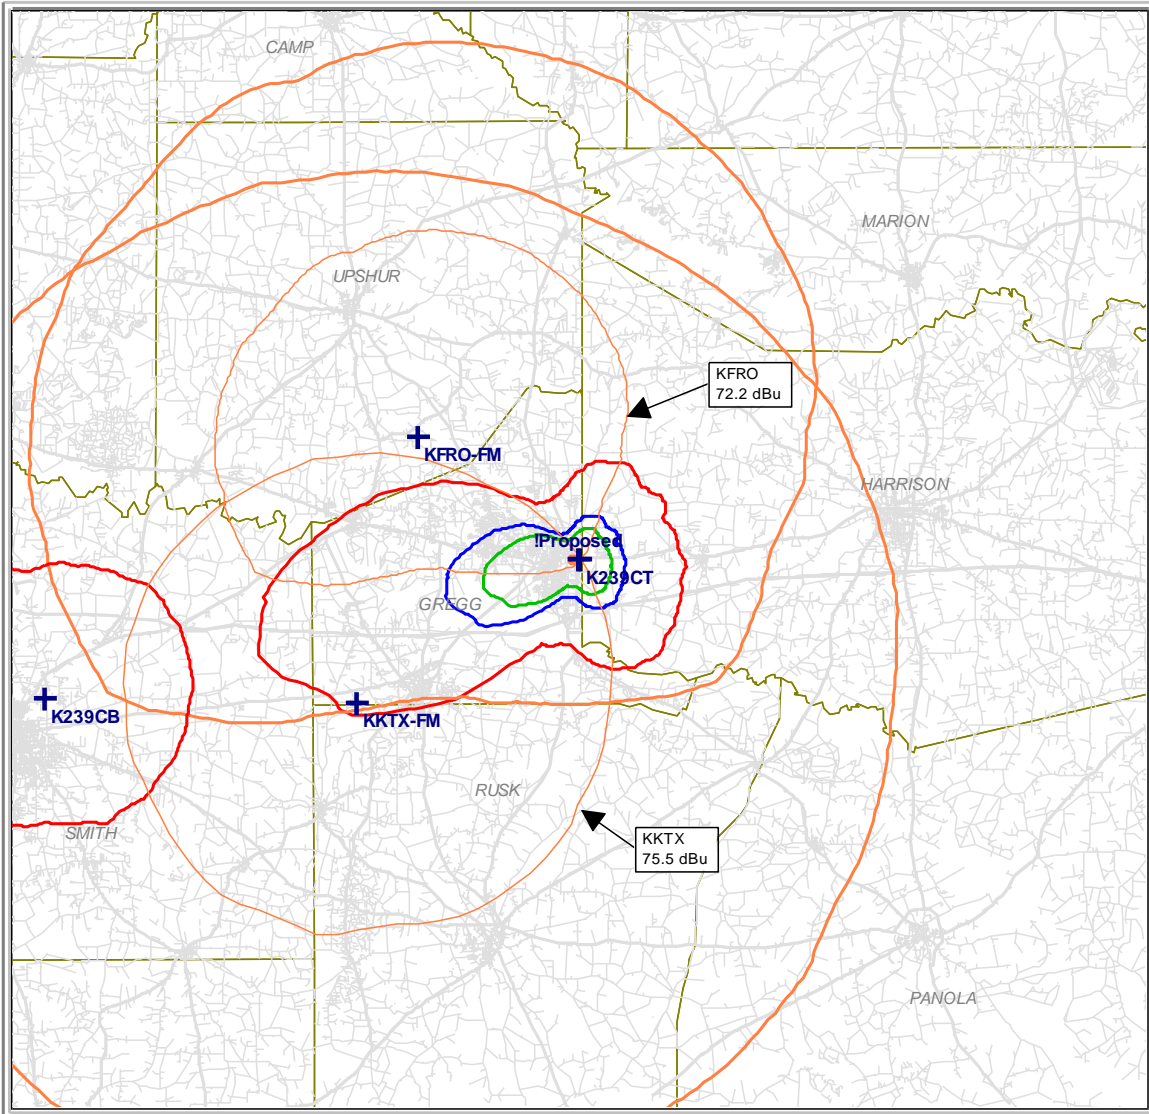 CAMP
MARION
UPSHUR
KFRO
72.2 dBu
KFRO-FM
HARRISON
!Proposed
K239CT
GREGG
K239CB
KKTX-FM
RUSK
SMITH
KKTX
75.5 dBu
PANOLA